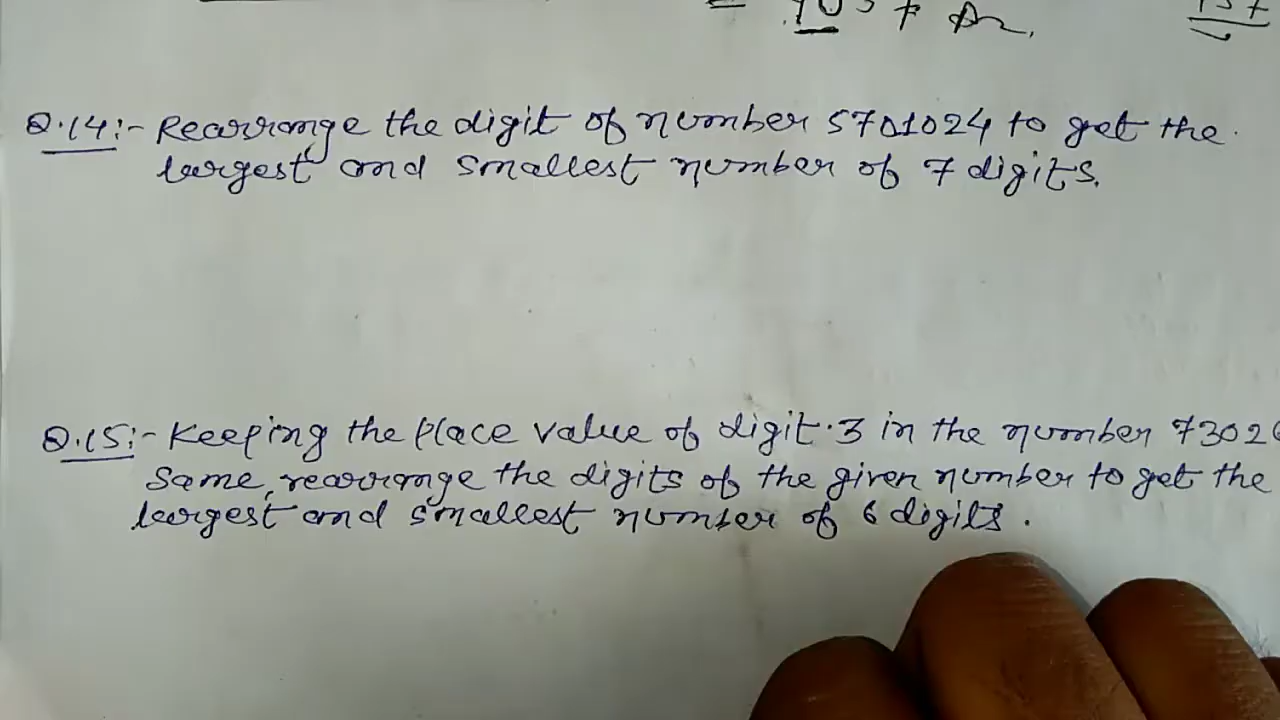 Q.14:- Rearrange the digit of number 5701024 to get the
largest and smallest number of 7 digits.
Q.15:- Keeping the place value of digit 3 in the number 7302
same, rearrange the digits of the given number to get the
largest and smallest number of 6 digits.